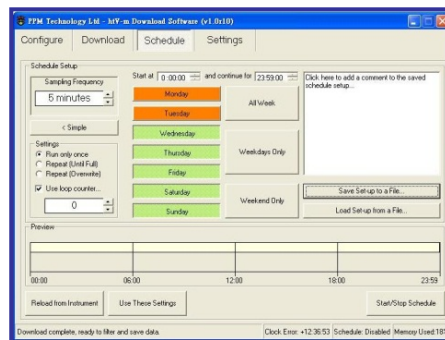 PPM Technology Ltd - htV-m Download Software (v1.0r10)
Configure Download Schedule Settings
Schedule Setup
Sampling Frequency
5 minutes
< Simple
Settings
Run only once
Repeat (Until Full)
Repeat (Overwrite)
Use loop counter...
0
Start at 0:00:00 and continue for 23:59:00
Monday
Tuesday
Wednesday
Thursday
Friday
Saturday
Sunday
All Week
Weekdays Only
Weekend Only
Click here to add a comment to the saved
schedule setup...
Save Set-up to a File...
Load Set-up from a File...
Preview
00:00 06:00 12:00 18:00 23:59
Reload from Instrument Use These Settings Start/Stop Schedule
Download complete, ready to filter and save data. Clock Error: +12:36:53 Schedule: Disabled Memory Used:18%